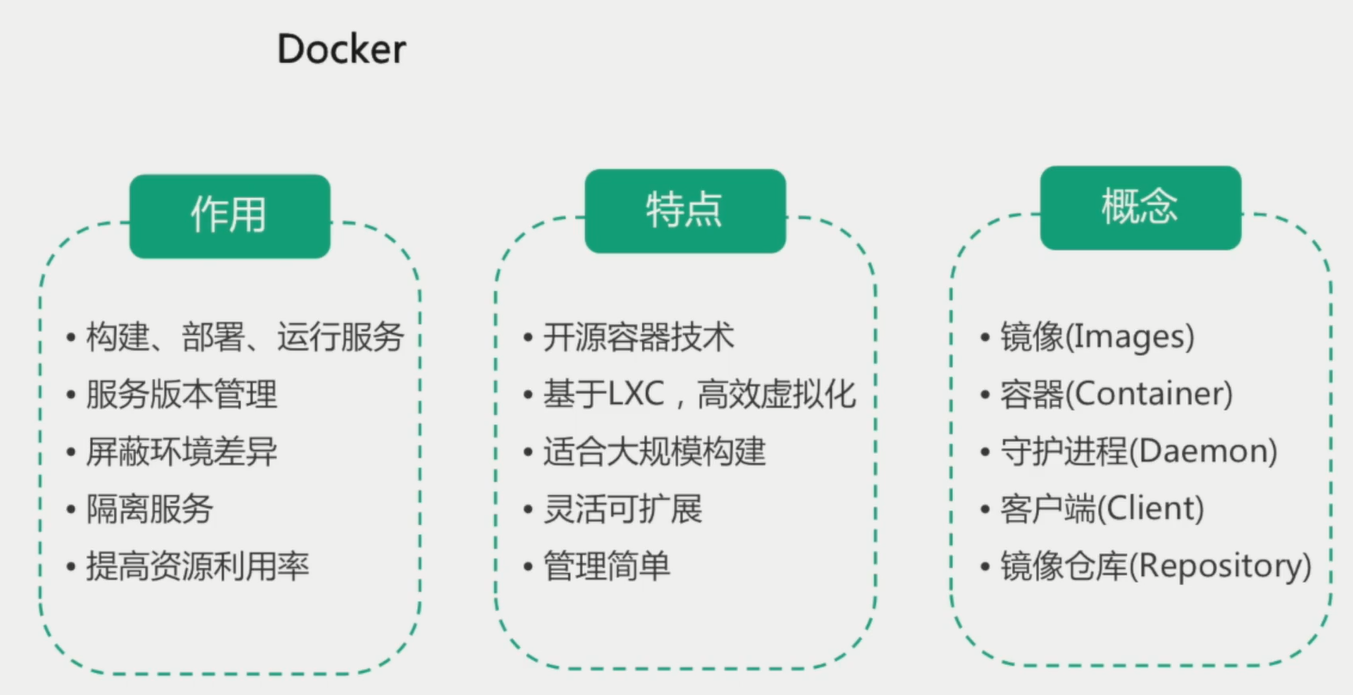 Docker
作用
• 构建、部署、运行服务
• 服务版本管理
• 屏蔽环境差异
• 隔离服务
• 提高资源利用率
特点
• 开源容器技术
• 基于LXC，高效虚拟化
• 适合大规模构建
• 灵活可扩展
• 管理简单
概念
• 镜像(Images)
• 容器(Container)
• 守护进程(Daemon)
• 客户端(Client)
• 镜像仓库(Repository)